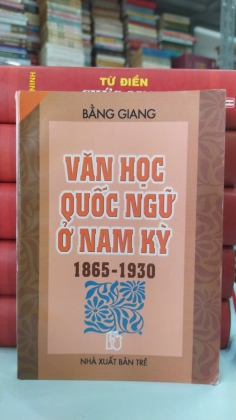 TỪ ĐIỂN
BẰNG GIANG
VĂN HỌC
QUỐC NGỮ
Ở NAM KỲ
1865-1930
NHÀ XUẤT BẢN TRẺ